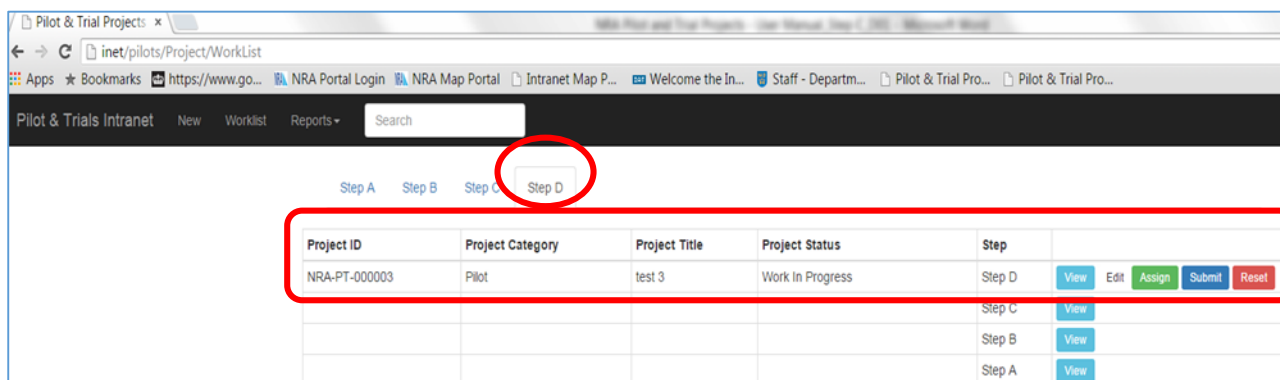 Pilot & Trial Projects ×
NRA Pilot and Trial Projects - User Manual_Step C_DS1 - Microsoft Word
inet/pilots/Project/WorkList
Apps Bookmarks https://www.go... NRA Portal Login NRA Map Portal Intranet Map P... Welcome the In... Staff - Departm... Pilot & Trial Pro... Pilot & Trial Pro...
Pilot & Trials Intranet New Worklist Reports Search
Step A Step B Step C Step D
Project ID Project Category Project Title Project Status Step
NRA-PT-000003 Pilot test 3 Work In Progress Step D View Edit Assign Submit Reset
Step C View
Step B View
Step A View